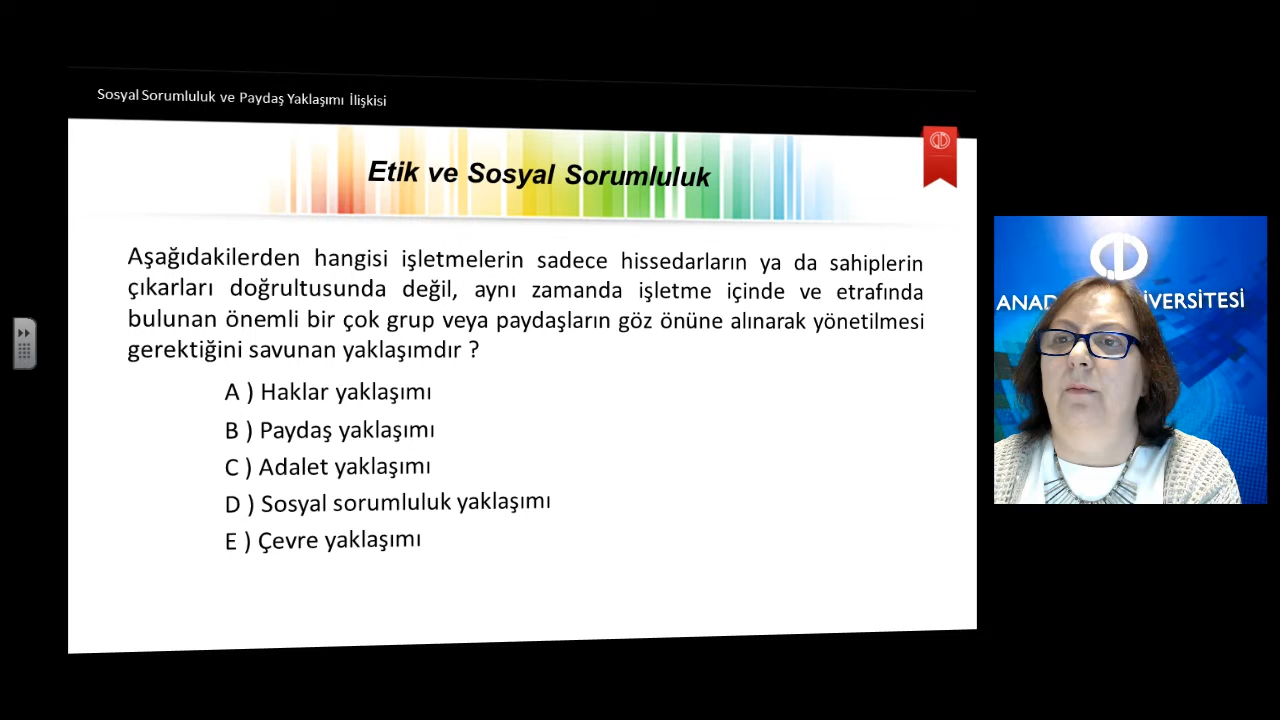 Sosyal Sorumluluk ve Paydaş Yaklaşımı İlişkisi
Etik ve Sosyal Sorumluluk
Aşağıdakilerden hangisi işletmelerin sadece hissedarların ya da sahiplerin
çıkarları doğrultusunda değil, aynı zamanda işletme içinde ve etrafında
bulunan önemli bir çok grup veya paydaşların göz önüne alınarak yönetilmesi
gerektiğini savunan yaklaşımdır ?
A ) Haklar yaklaşımı
B ) Paydaş yaklaşımı
C ) Adalet yaklaşımı
D ) Sosyal sorumluluk yaklaşımı
E ) Çevre yaklaşımı